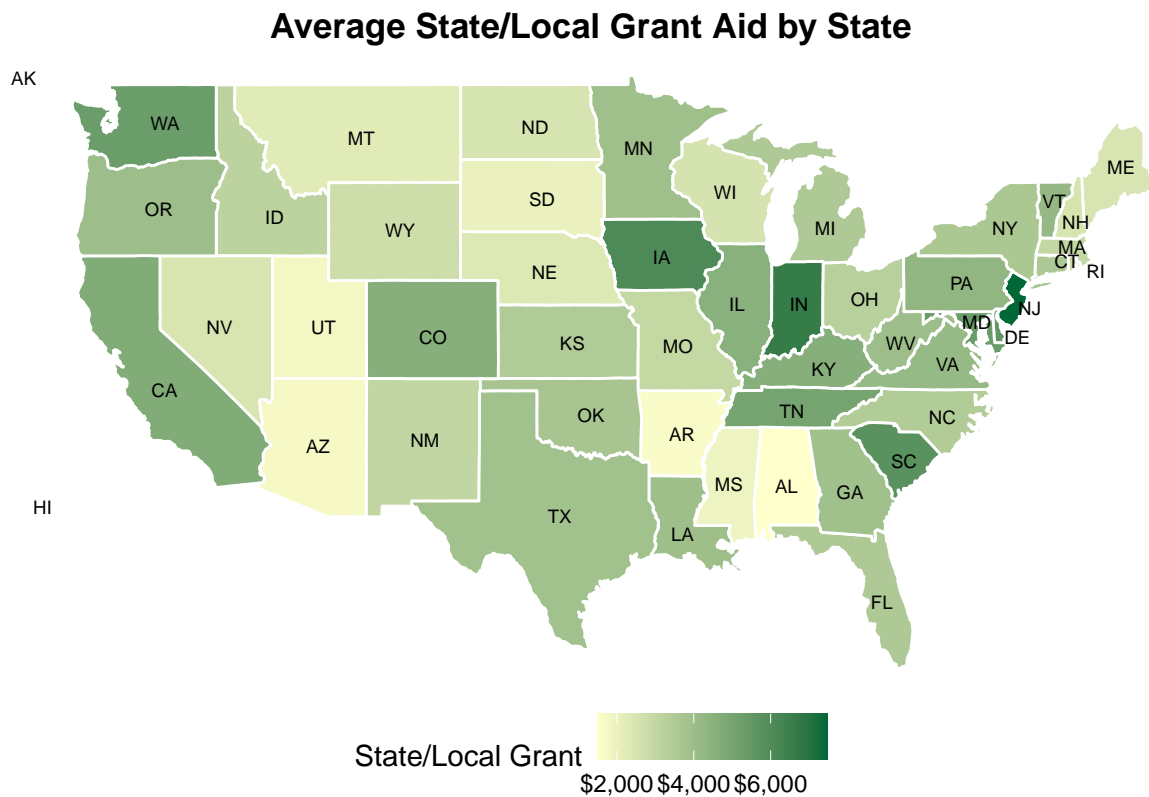 Average State/Local Grant Aid by State
AK
WA
MT
ND
MN
ME
OR
ID
WY
SD
WI
MI
NY
VT
NH
MA
CT
RI
NV
UT
CO
NE
IA
IL
IN
OH
PA
NJ
MD
DE
CA
KS
MO
KY
WV
VA
AZ
NM
OK
AR
TN
NC
SC
HI
TX
LA
MS
AL
GA
FL
State/Local Grant
$2,000 $4,000 $6,000